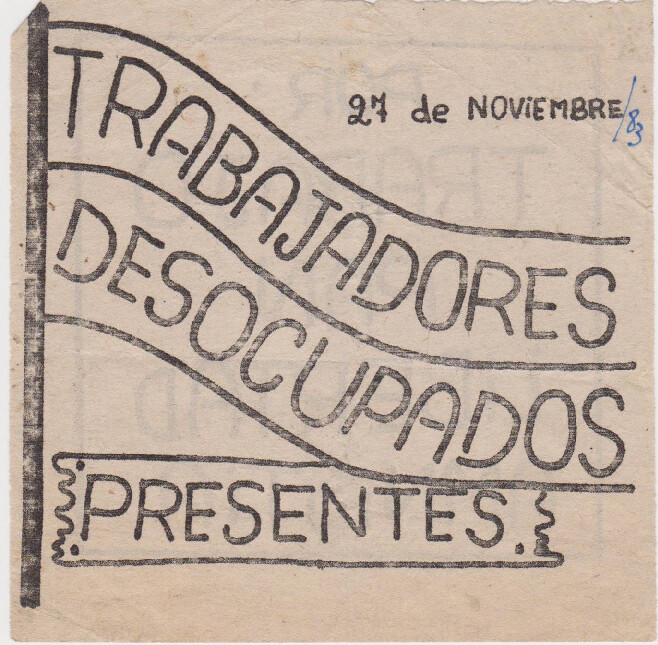 27 de NOViEMBRE/83
TRABAJADORES
DESOCUPADOS
PRESENTES.